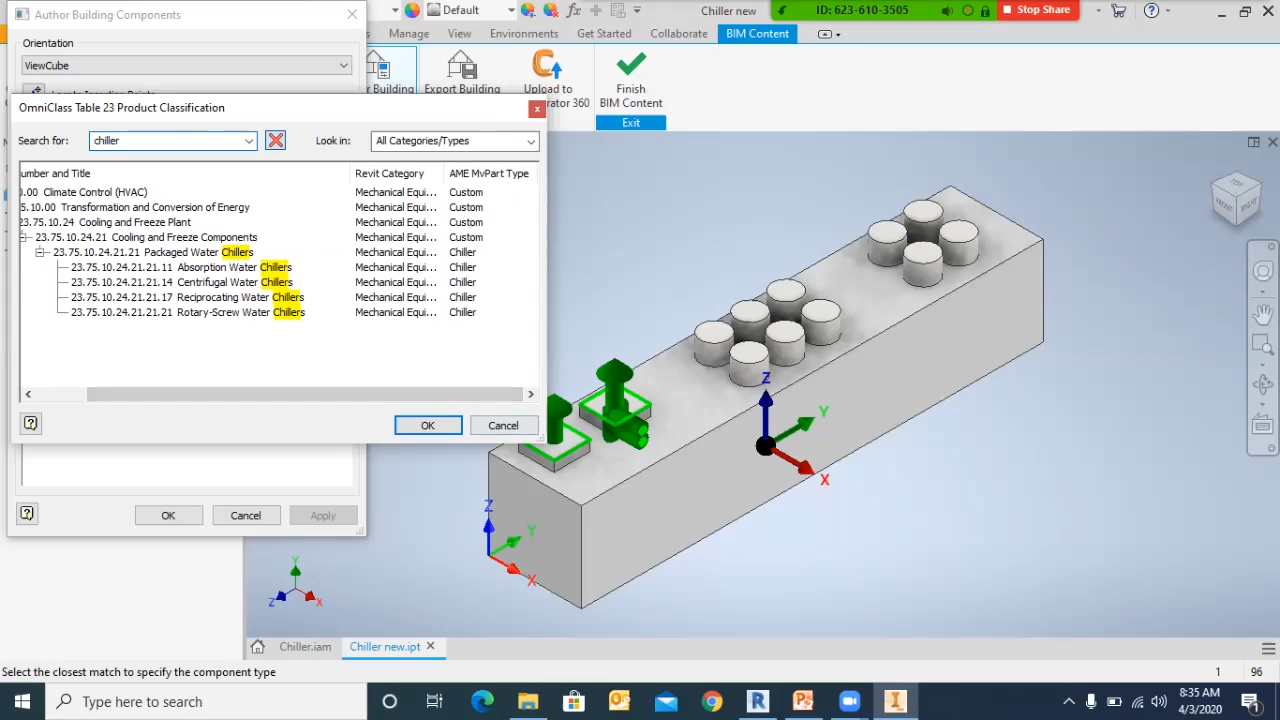 Author Building Components
Default
Chiller new
ID: 623-610-3505
Stop Share
Orientation
Manage
View
Environments
Get Started
Collaborate
BIM Content
ViewCube
r Building
Export Building
Upload to
rator 360
Finish
BIM Content
Exit
OmniClass Table 23 Product Classification
Search for:
chiller
Look in:
All Categories/Types
umber and Title
Revit Category
AME MvPart Type
0.00 Climate Control (HVAC)
Mechanical Equi...
Custom
5.10.00 Transformation and Conversion of Energy
Mechanical Equi...
Custom
23.75.10.24 Cooling and Freeze Plant
Mechanical Equi...
Custom
23.75.10.24.21 Cooling and Freeze Components
Mechanical Equi...
Custom
23.75.10.24.21.21 Packaged Water Chillers
Mechanical Equi...
Chiller
23.75.10.24.21.21.11 Absorption Water Chillers
Mechanical Equi...
Chiller
23.75.10.24.21.21.14 Centrifugal Water Chillers
Mechanical Equi...
Chiller
23.75.10.24.21.21.17 Reciprocating Water Chillers
Mechanical Equi...
Chiller
23.75.10.24.21.21.21 Rotary-Screw Water Chillers
Mechanical Equi...
Chiller
OK
Cancel
OK
Cancel
Apply
TOP
FRONT
RIGHT
Z
Y
X
Z
Y
X
Y
Z
X
Chiller.iam
Chiller new.ipt
Select the closest match to specify the component type
1
96
Type here to search
8:35 AM
4/3/2020